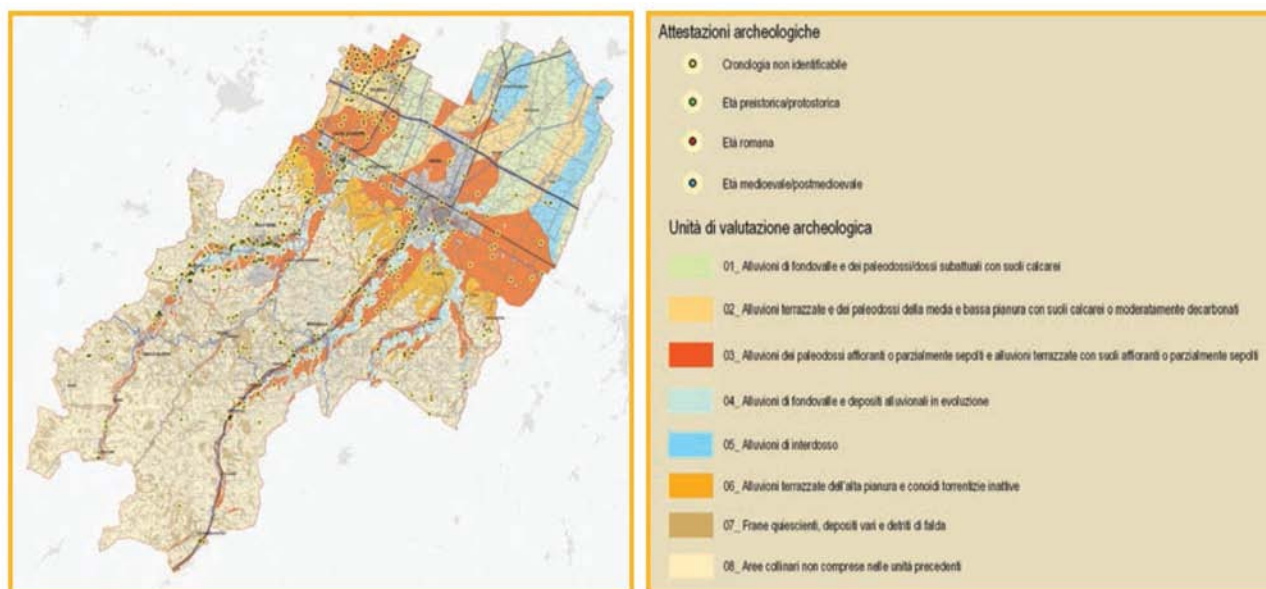 Attestazioni archeologiche
Cronologia non identificabile
Età preistorica/protostorica
Età romana
Età medioevale/postmedioevale
Unità di valutazione archeologica
01_ Alluvioni di fondovalle e dei paleodossi/dossi subattuali con suoli calcarei
02_ Alluvioni terrazzate e dei paleodossi della media e bassa pianura con suoli calcarei o moderatamente decarbonati
03_ Alluvioni dei paleodossi affioranti o parzialmente sepolti e alluvioni terrazzate con suoli affioranti o parzialmente sepolti
04_ Alluvioni di fondovalle e depositi alluvionali in evoluzione
05_ Alluvioni di interdosso
06_ Alluvioni terrazzate dell'alta pianura e conoidi torrentizie inattive
07_ Frane quiescienti, depositi vari e detriti di falda
08_ Aree collinari non comprese nelle unità precedenti